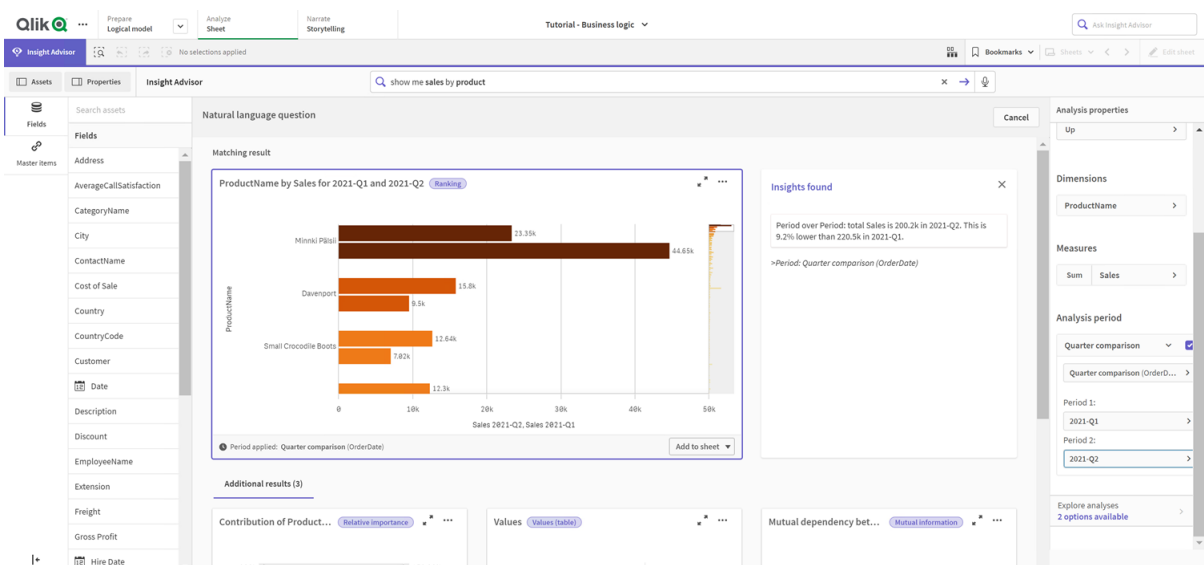 Qlik
Prepare
Logical model
Analyze
Sheet
Narrate
Storytelling
Tutorial - Business logic
Ask Insight Advisor
Insight Advisor
No selections applied
Bookmarks
Sheets
Edit sheet
Assets
Properties
Insight Advisor
show me sales by product
Fields
Master items
Search assets
Fields
Address
AverageCallSatisfaction
CategoryName
City
ContactName
Cost of Sale
Country
CountryCode
Customer
Date
Description
Discount
EmployeeName
Extension
Freight
Gross Profit
Hire Date
Natural language question
Cancel
Matching result
ProductName by Sales for 2021-Q1 and 2021-Q2 Ranking
ProductName
Minnki Pälsii
23.35k
44.65k
Davenport
15.8k
9.5k
Small Crocodile Boots
12.64k
7.02k
12.3k
0 10k 20k 30k 40k 50k
Sales 2021-Q2, Sales 2021-Q1
Period applied: Quarter comparison (OrderDate)
Add to sheet
Insights found
Period over Period: total Sales is 200.2k in 2021-Q2. This is
9.2% lower than 220.5k in 2021-Q1.
>Period: Quarter comparison (OrderDate)
Additional results (3)
Contribution of Product... Relative importance
Values Values (table)
Mutual dependency bet... Mutual information
Analysis properties
Up
Dimensions
ProductName
Measures
Sum Sales
Analysis period
Quarter comparison
Quarter comparison (OrderD...
Period 1:
2021-Q1
Period 2:
2021-Q2
Explore analyses
2 options available